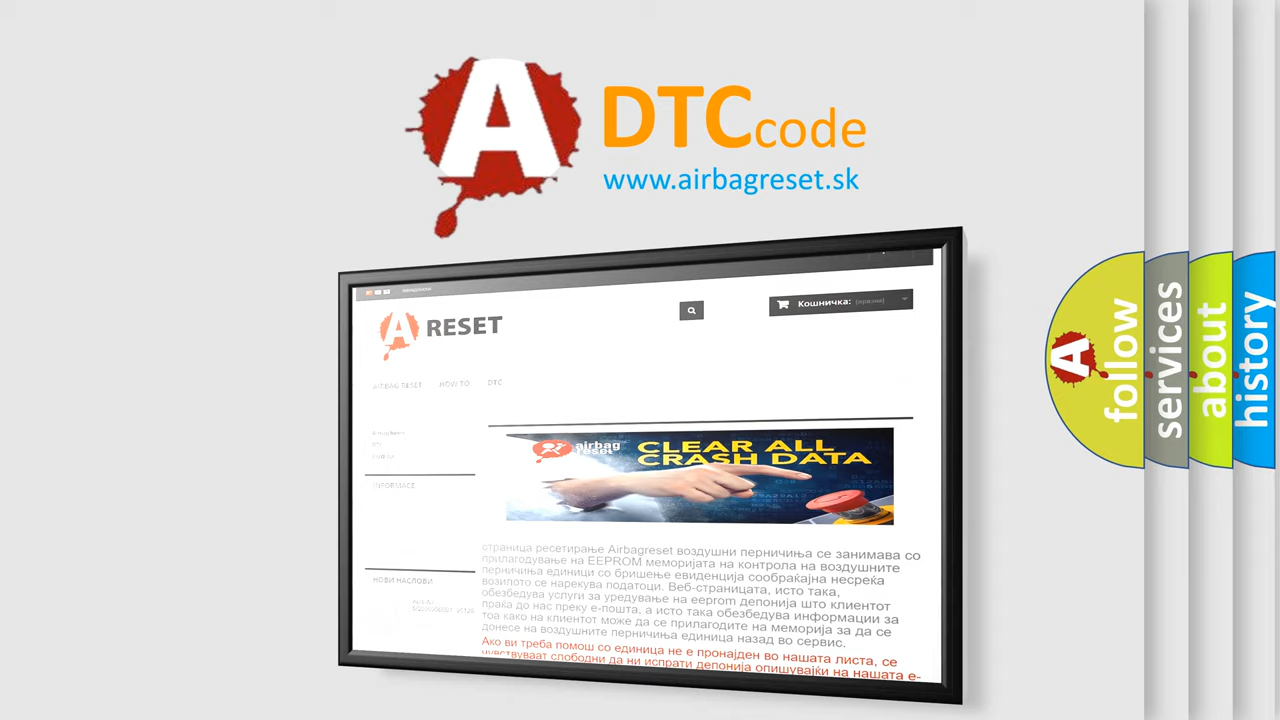 A DTCcode
www.airbagreset.sk
A RESET
Кошничка: (празни)
AIRBAG RESET HOW TO DTC
DTC
INFORMACE
airbag
reset
CLEAR ALL
CRASH DATA
страница ресетирање Airbagreset воздушни перничиња се занимава со
прилагодување на EEPROM меморијата на контрола на воздушните
перничиња единици со бришење евиденција сообраќајна несреќа
возилото се нарекува податоци. Веб-страницата, исто така,
обезбедува услуги за уредување на eeprom депонија што клиентот
праќа до нас преку е-пошта, а исто така обезбедува информации за
тоа како на клиентот може да се прилагодите на меморија за да се
донесе на воздушните перничиња единица назад во сервис.
Ако ви треба помош со единица не е пронајден во нашата листа, се
чувствуваат слободни да ни испрати депонија опишувајќи на нашата е-
НОВИ НАСЛОВИ
A follow
services
about
history